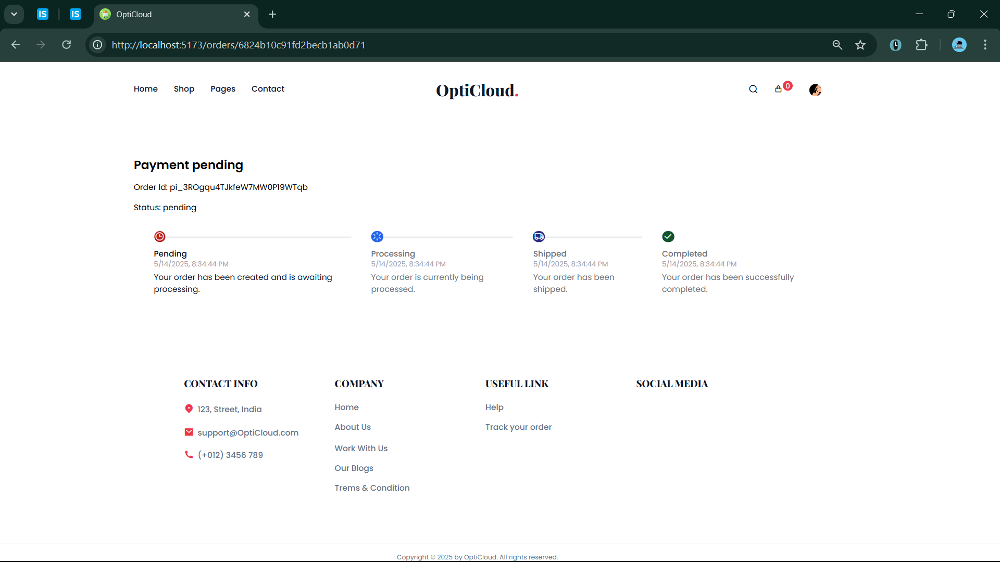 IS
IS
OptiCloud
http://localhost:5173/orders/6824b10c91fd2becb1ab0d71
Home Shop Pages Contact
OptiCloud.
0
Payment pending
Order Id: pi_3ROgqu4TJkfeW7MW0P19WTqb
Status: pending
Pending
5/14/2025, 8:34:44 PM
Your order has been created and is awaiting
processing.
Processing
5/14/2025, 8:34:44 PM
Your order is currently being
processed.
Shipped
5/14/2025, 8:34:44 PM
Your order has been
shipped.
Completed
5/14/2025, 8:34:44 PM
Your order has been successfully
completed.
CONTACT INFO
123, Street, India
support@OptiCloud.com
(+012) 3456 789
COMPANY
Home
About Us
Work With Us
Our Blogs
Trems & Condition
USEFUL LINK
Help
Track your order
SOCIAL MEDIA
Copyright © 2025 by OptiCloud. All rights reserved.